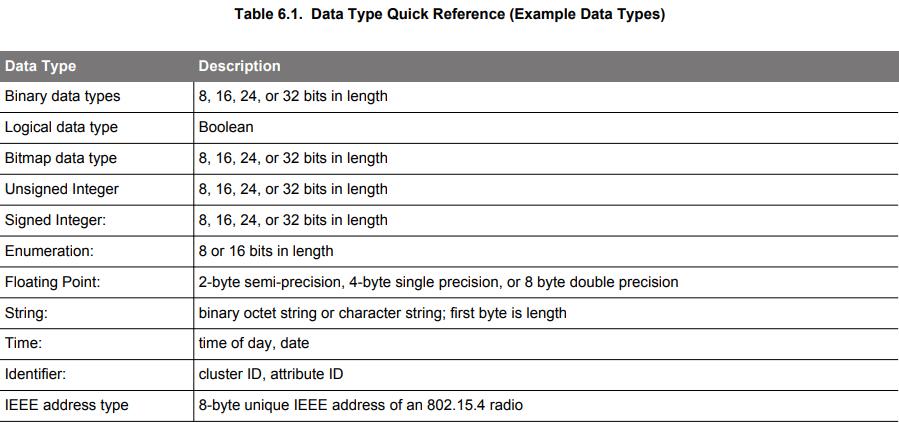 Table 6.1. Data Type Quick Reference (Example Data Types)
Data Type Description
Binary data types 8, 16, 24, or 32 bits in length
Logical data type Boolean
Bitmap data type 8, 16, 24, or 32 bits in length
Unsigned Integer 8, 16, 24, or 32 bits in length
Signed Integer: 8, 16, 24, or 32 bits in length
Enumeration: 8 or 16 bits in length
Floating Point: 2-byte semi-precision, 4-byte single precision, or 8 byte double precision
String: binary octet string or character string; first byte is length
Time: time of day, date
Identifier: cluster ID, attribute ID
IEEE address type 8-byte unique IEEE address of an 802.15.4 radio